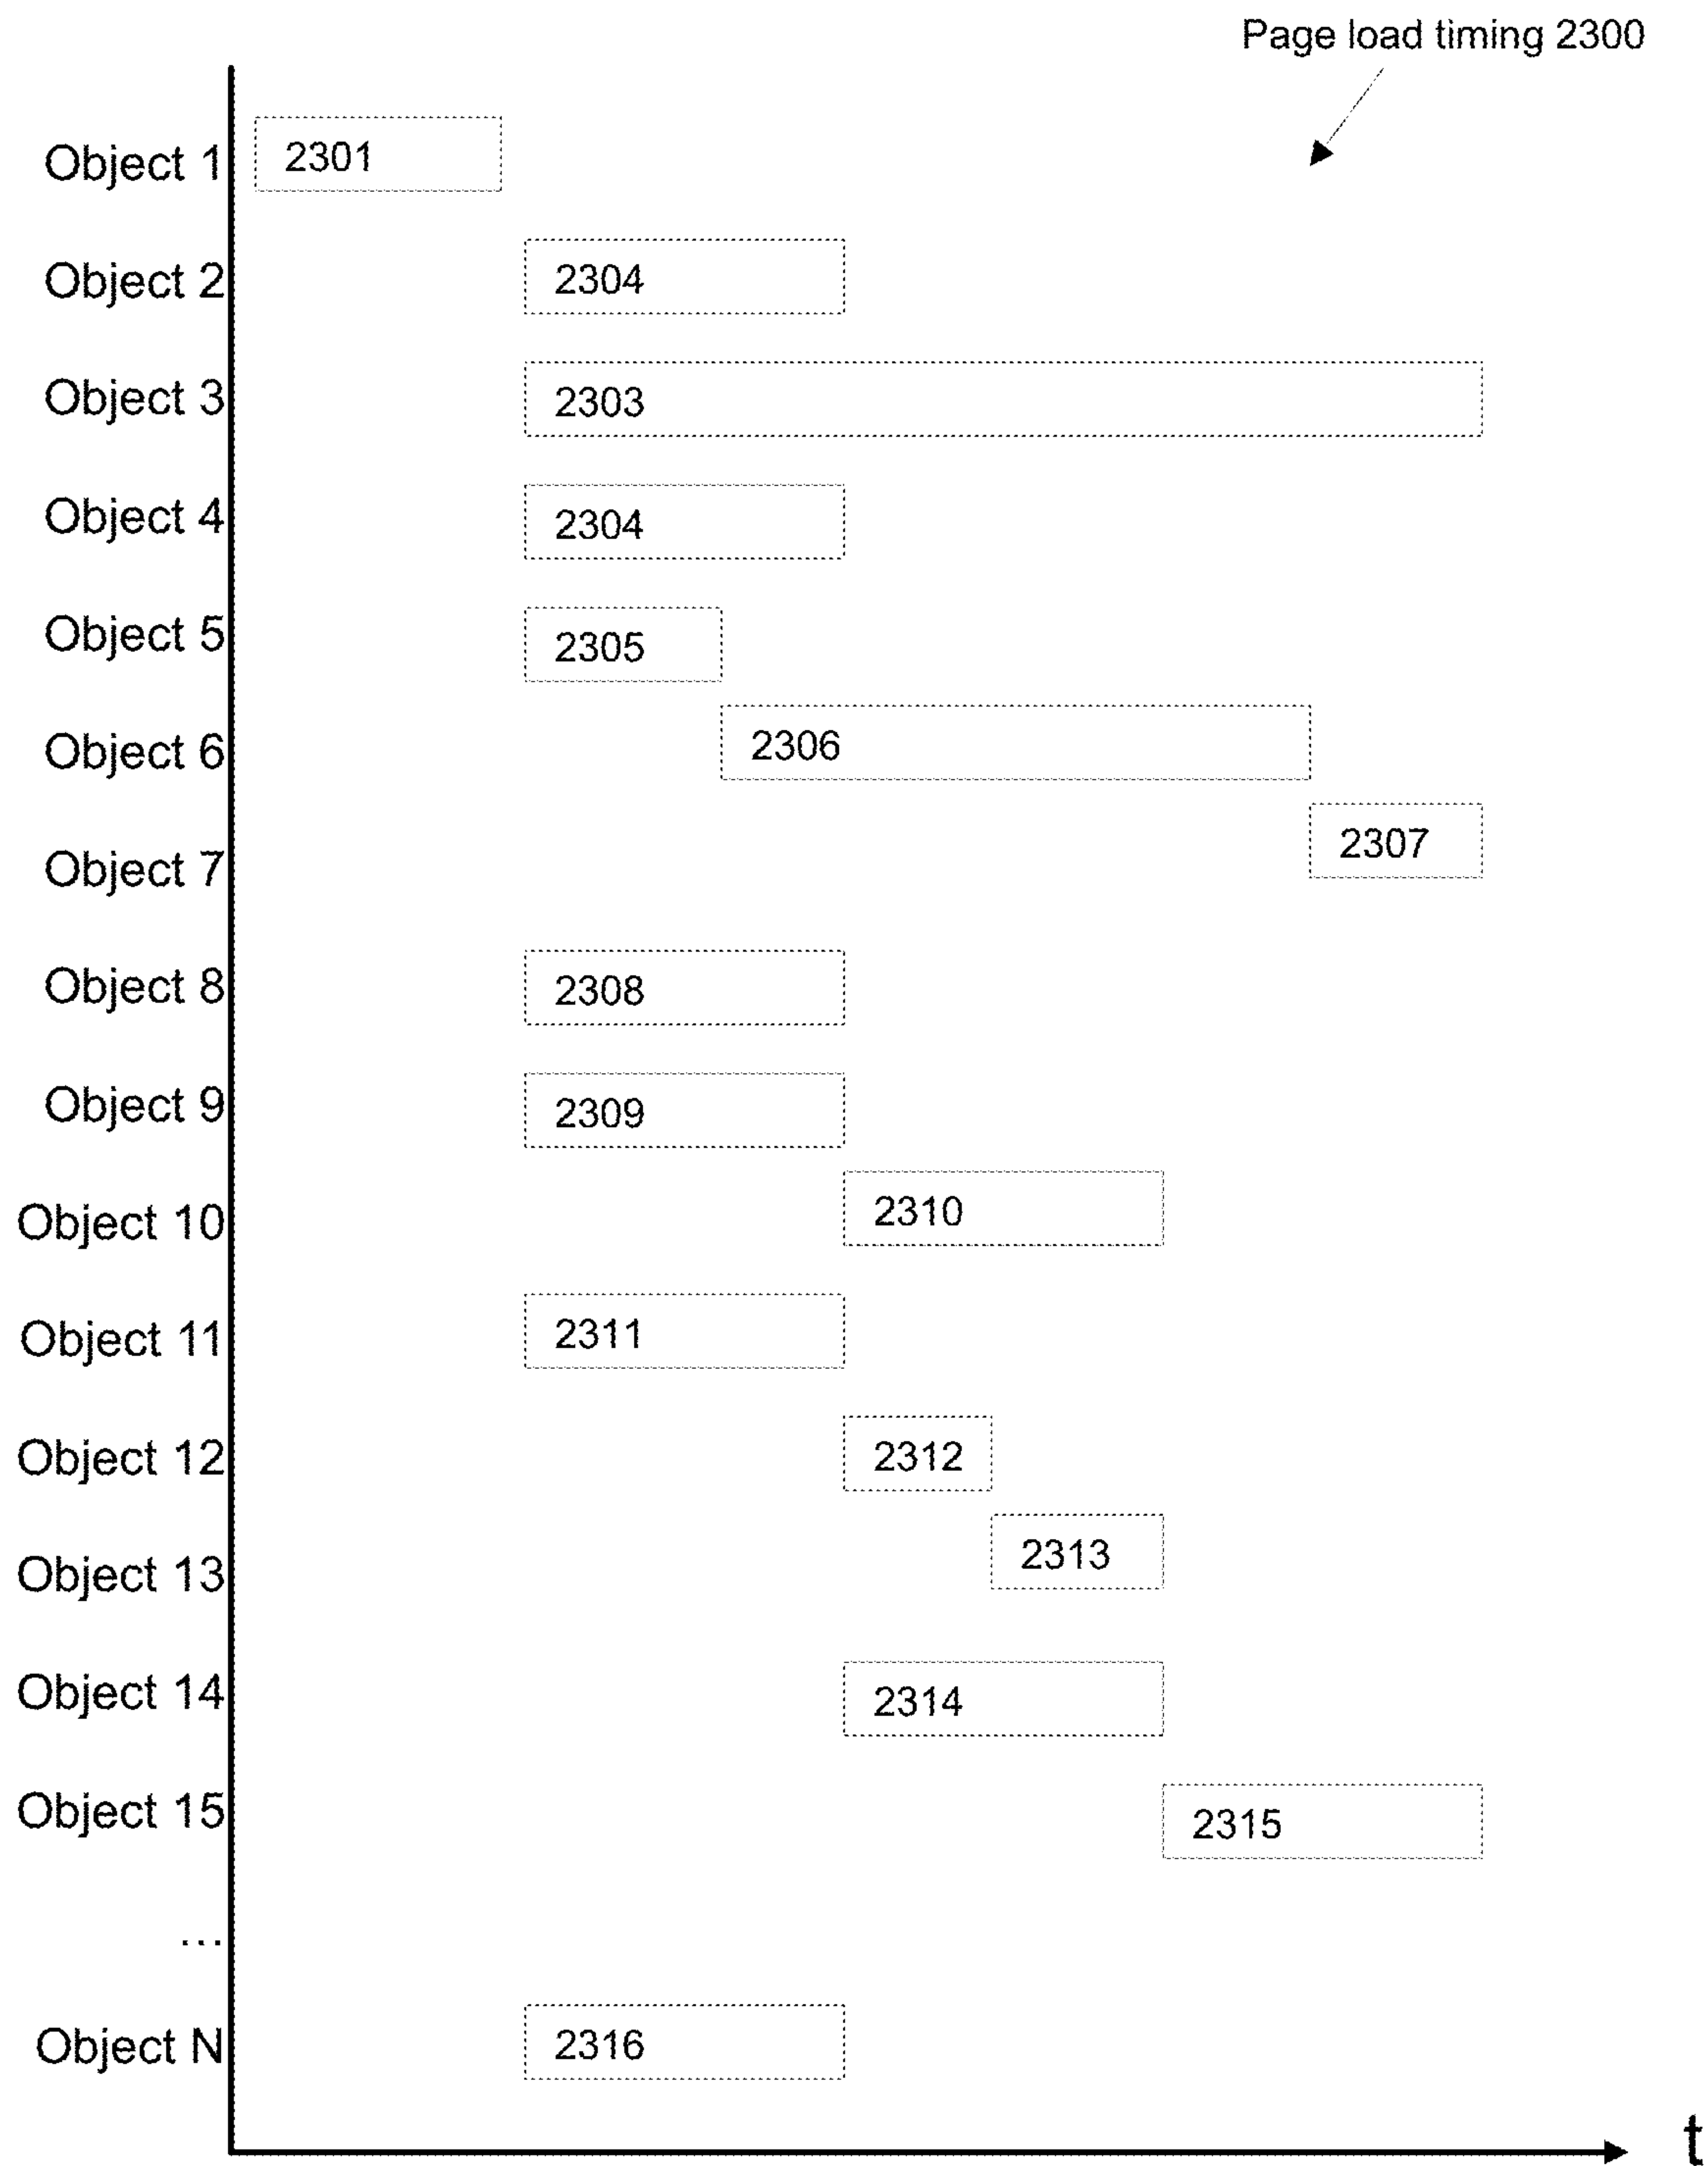 Page load timing 2300
Object 1 2301
Object 2 2304
Object 3 2303
Object 4 2304
Object 5 2305
Object 6 2306
Object 7 2307
Object 8 2308
Object 9 2309
Object 10 2310
Object 11 2311
Object 12 2312
Object 13 2313
Object 14 2314
Object 15 2315
...
Object N 2316
t